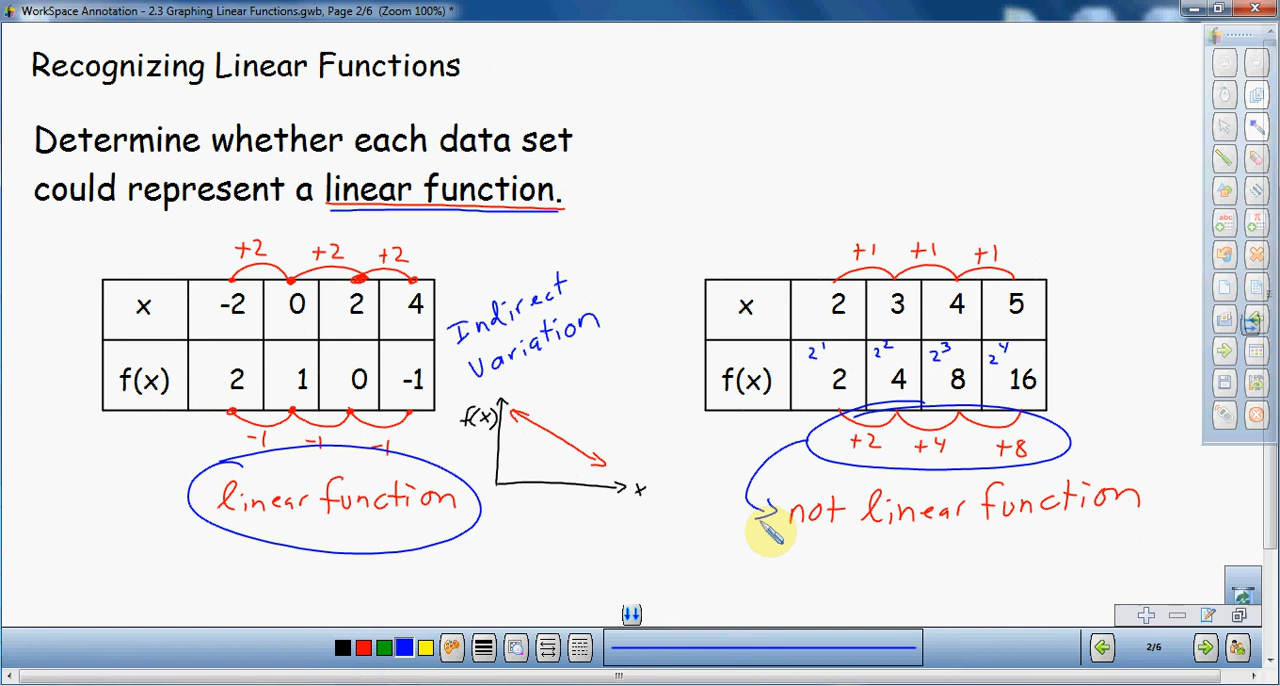 WorkSpace Annotation - 2.3 Graphing Linear Functions.gwb, Page 2/6 (Zoom 100%) *
Recognizing Linear Functions
Determine whether each data set
could represent a linear function.
+2 +2 +2
x -2 0 2 4
f(x) 2 1 0 -1
-1 -1 -1
linear function
Indirect
variation
f(x)
x
+1 +1 +1
x 2 3 4 5
2¹ 2² 2³ 2⁴
f(x) 2 4 8 16
+2 +4 +8
not linear function
abc
π
2/6